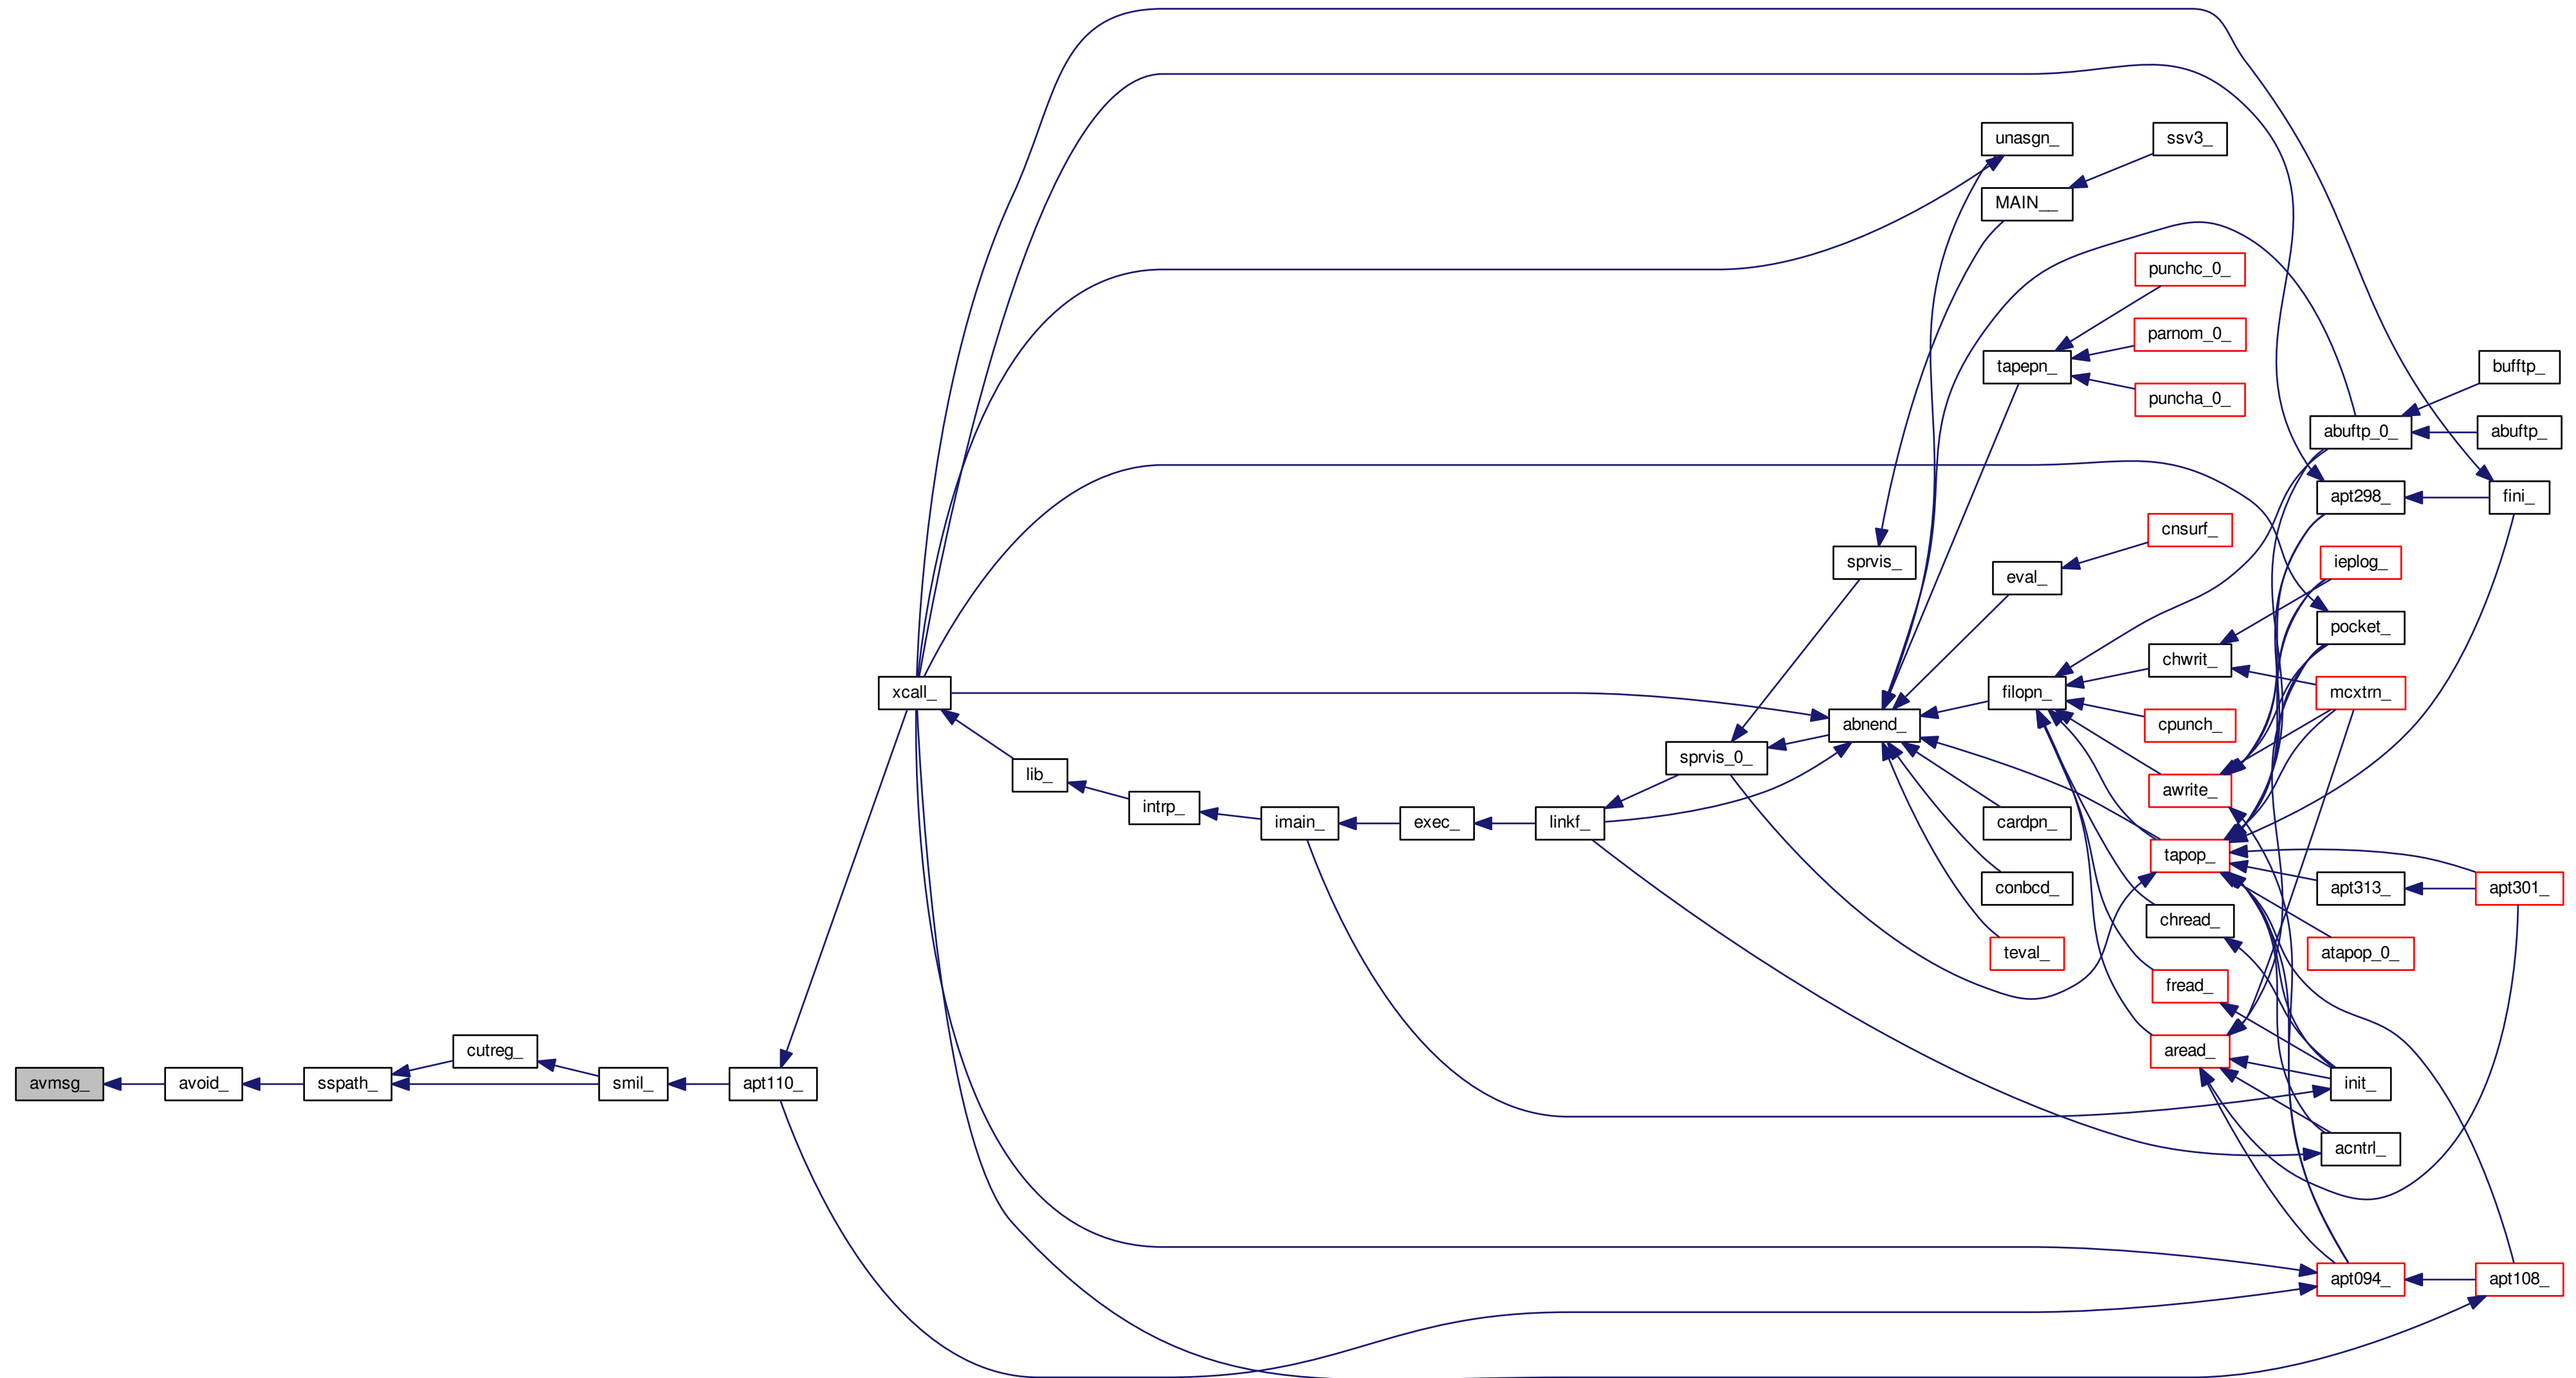 unasgn_
ssv3_
MAIN__
punchc_0_
parnom_0_
tapepn_
bufftp_
puncha_0_
abuftp_0_
abuftp_
apt298_
fini_
cnsurf_
sprvis_
ieplog_
eval_
pocket_
chwrit_
xcall_
filopn_
mcxtrn_
abnend_
cpunch_
sprvis_0_
lib_
awrite_
intrp_
imain_
exec_
linkf_
cardpn_
tapop_
conbcd_
apt313_
apt301_
chread_
teval_
atapop_0_
fread_
cutreg_
aread_
avmsg_
avoid_
sspath_
smil_
apt110_
init_
acntrl_
apt094_
apt108_